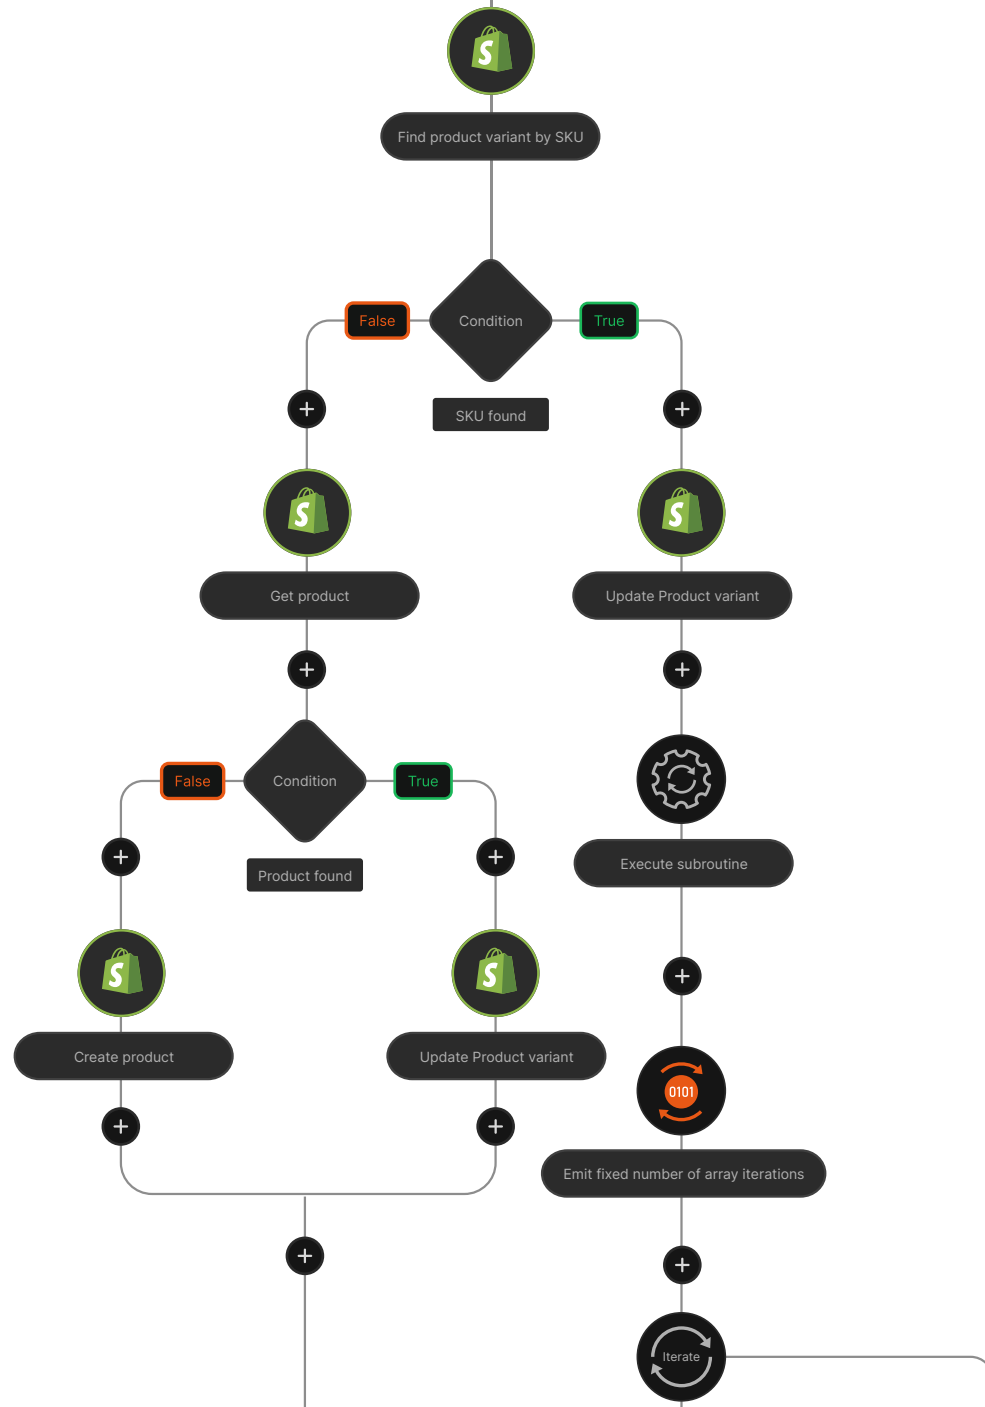 S
Find product variant by SKU
False
Condition
True
SKU found
S
S
Get product
Update Product variant
False
Condition
True
Execute subroutine
Product found
S
S
Create product
Update Product variant
0101
Emit fixed number of array iterations
Iterate